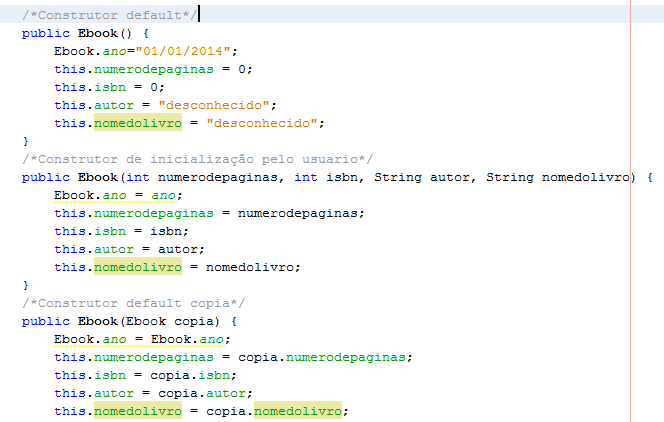 /*Construtor default*/
public Ebook() {
    Ebook.ano="01/01/2014";
    this.numerodepaginas = 0;
    this.isbn = 0;
    this.autor = "desconhecido";
    this.nomedolivro = "desconhecido";
}
/*Construtor de inicialização pelo usuario*/
public Ebook(int numerodepaginas, int isbn, String autor, String nomedolivro) {
    Ebook.ano = ano;
    this.numerodepaginas = numerodepaginas;
    this.isbn = isbn;
    this.autor = autor;
    this.nomedolivro = nomedolivro;
}
/*Construtor default copia*/
public Ebook(Ebook copia) {
    Ebook.ano = Ebook.ano;
    this.numerodepaginas = copia.numerodepaginas;
    this.isbn = copia.isbn;
    this.autor = copia.autor;
    this.nomedolivro = copia.nomedolivro;